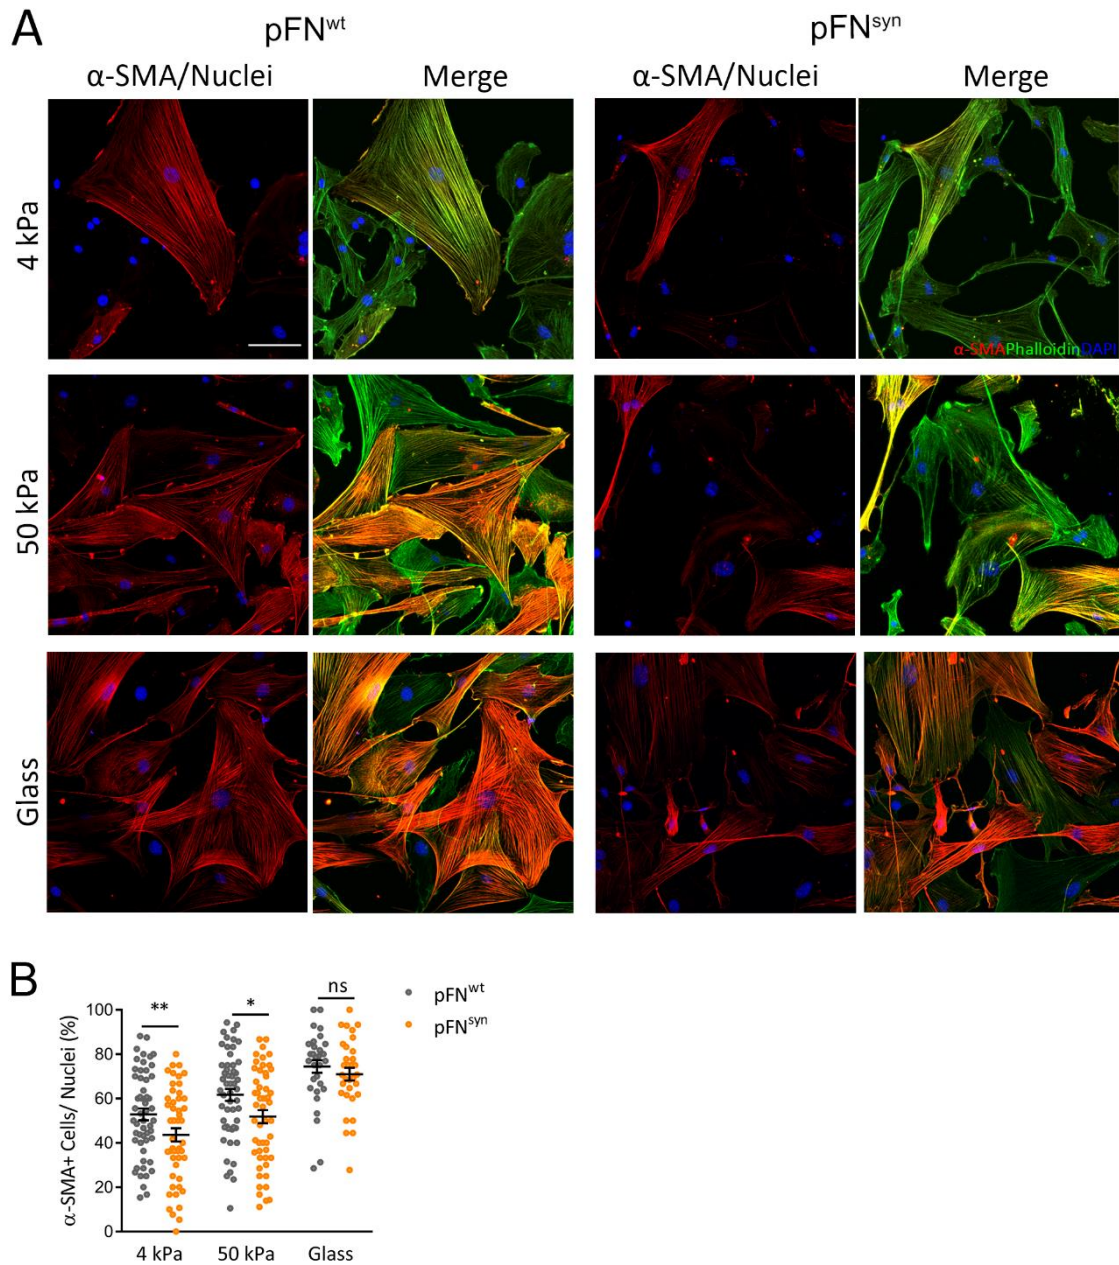 A
pFNwt
pFNsyn
α-SMA/Nuclei
Merge
α-SMA/Nuclei
Merge
4 kPa
α-SMAPhalloidinDAPI
50 kPa
Glass
B
α-SMA+ Cells/ Nuclei (%)
100
80
60
40
20
0
**
*
ns
pFNwt
pFNsyn
4 kPa
50 kPa
Glass